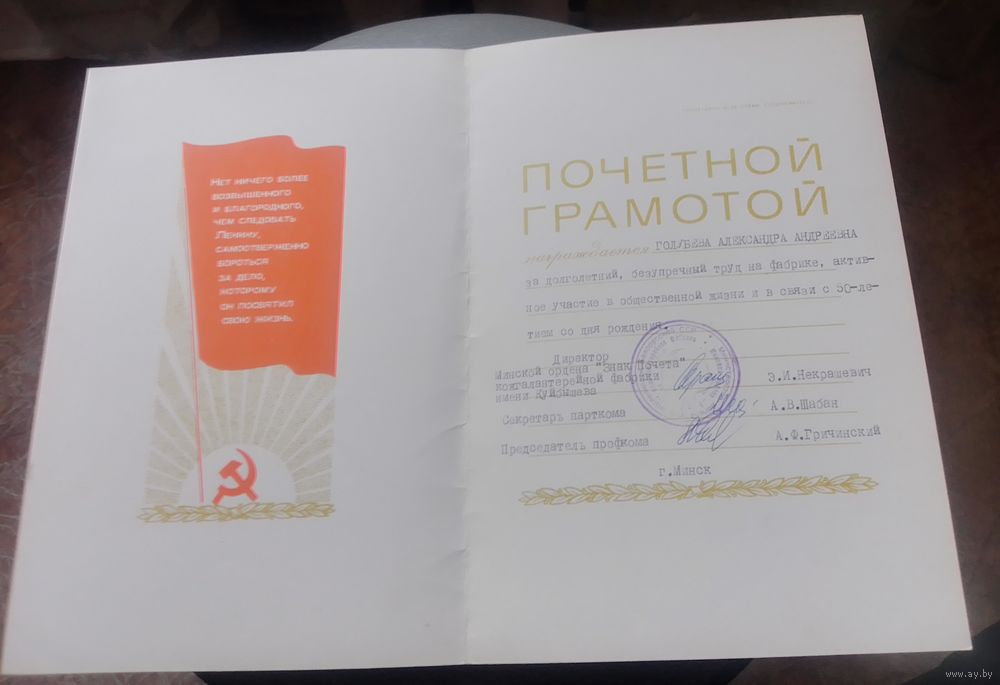 Нет ничего более
возвышенного
и благородного,
чем следовать
Ленину,
самоотверженно
бороться
за дело,
которому
он посвятил
свою жизнь.
ПОЧЕТНОЙ
ГРАМОТОЙ
награждается ГОЛУБЕВА АЛЕКСАНДРА АНДРЕЕВНА
за долголетний, безупречный труд на фабрике, актив-
ное участие в общественной жизни и в связи с 50-ле-
тием со дня рождения.
Директор
Минской ордена "Знак Почета"
кожгалантерейной фабрики
имени Куйбышева
Э.И.Некрашевич
Секретарь парткома А.В.Шабан
Председатель профкома А.Ф.Гричинский
г.Минск
www.ay.by